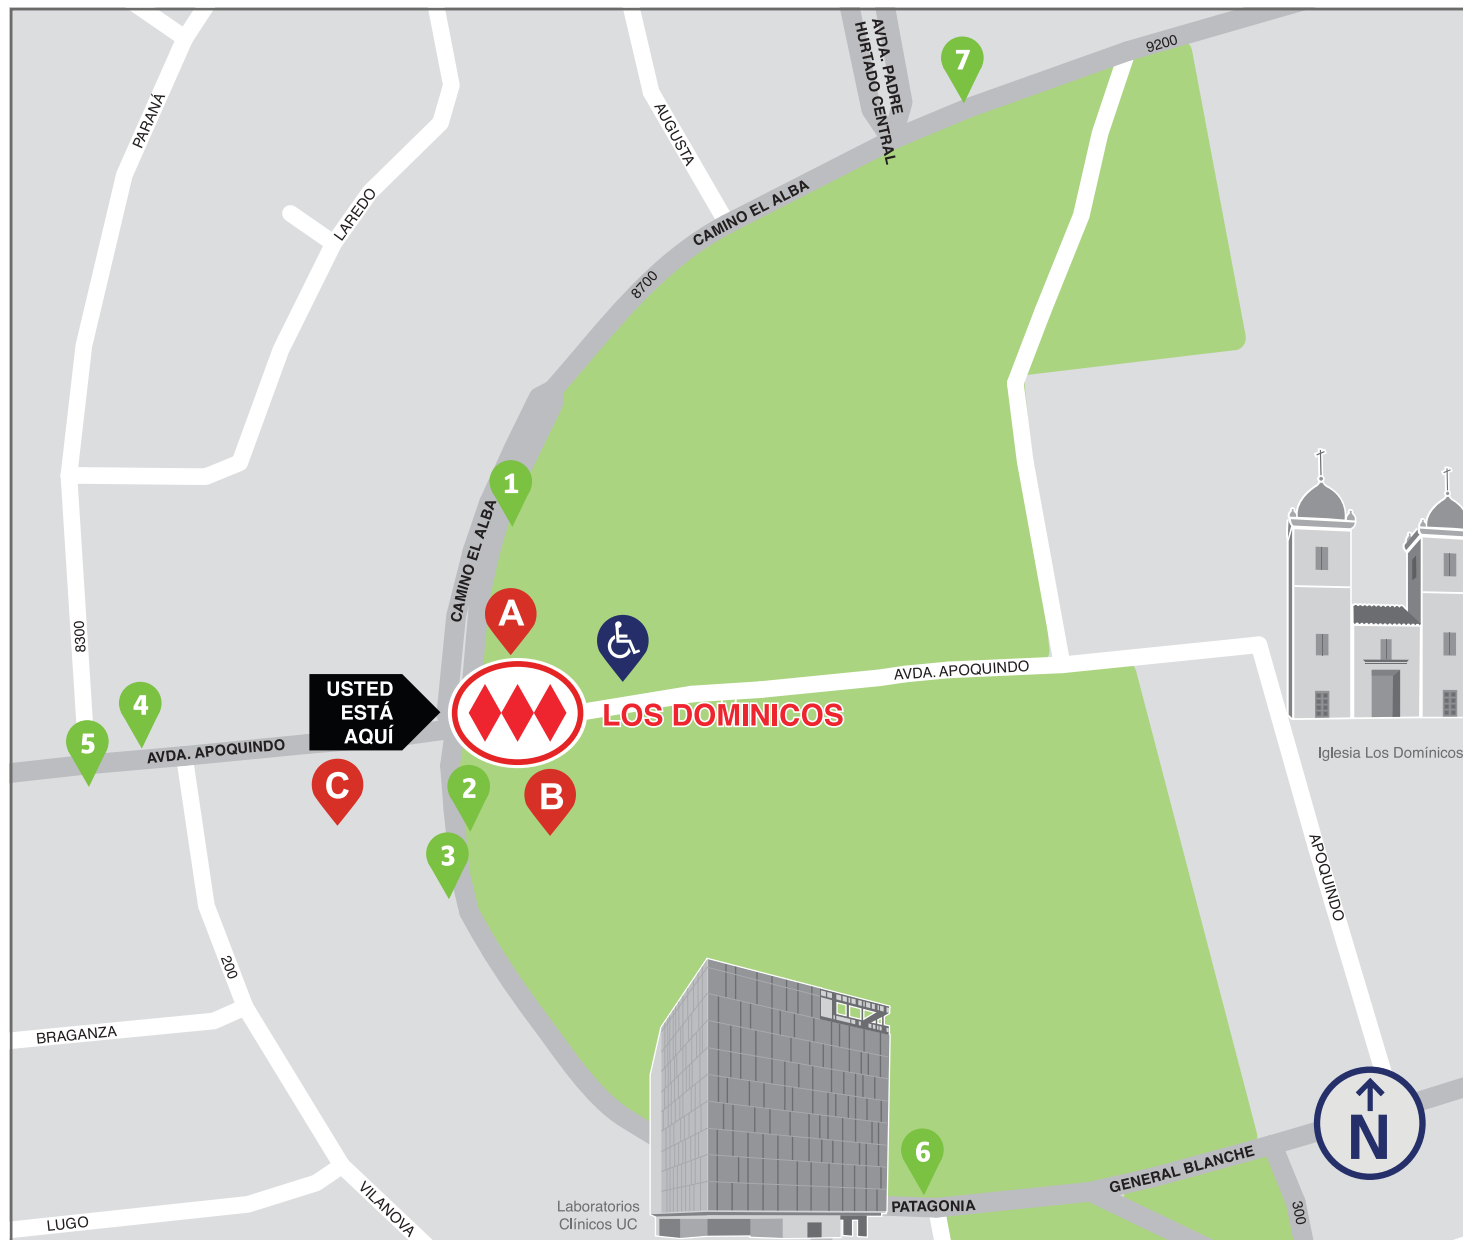 AVDA. PADRE
HURTADO CENTRAL
7
9200
PARANÁ
AUGUSTA
LAREDO
CAMINO EL ALBA
8700
1
CAMINO EL ALBA
A
8300
USTED
ESTÁ
AQUÍ
LOS DOMINICOS
AVDA. APOQUINDO
4
5
AVDA. APOQUINDO
C
2
B
3
Iglesia Los Domínicos
APOQUINDO
200
BRAGANZA
N
6
GENERAL BLANCHE
PATAGONIA
300
VILANOVA
LUGO
Laboratorios
Clínicos UC